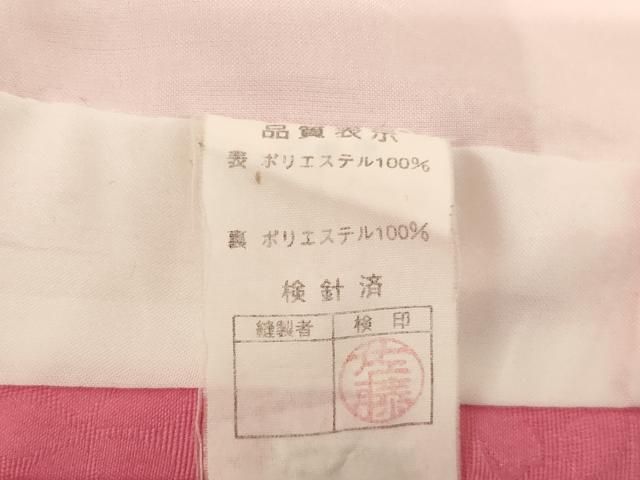 品質表示
表 ポリエステル100%
裏 ポリエステル100%
検針済
縫製者 検印
佐藤